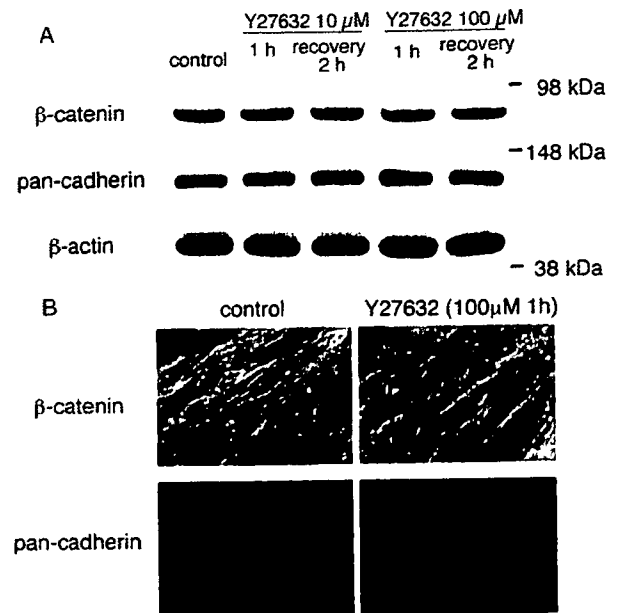 A
Y27632 10 μM
Y27632 100 μM
control
1 h
recovery
2 h
1 h
recovery
2 h
98 kDa
β-catenin
148 kDa
pan-cadherin
β-actin
38 kDa
B
control
Y27632 (100μM 1h)
β-catenin
pan-cadherin